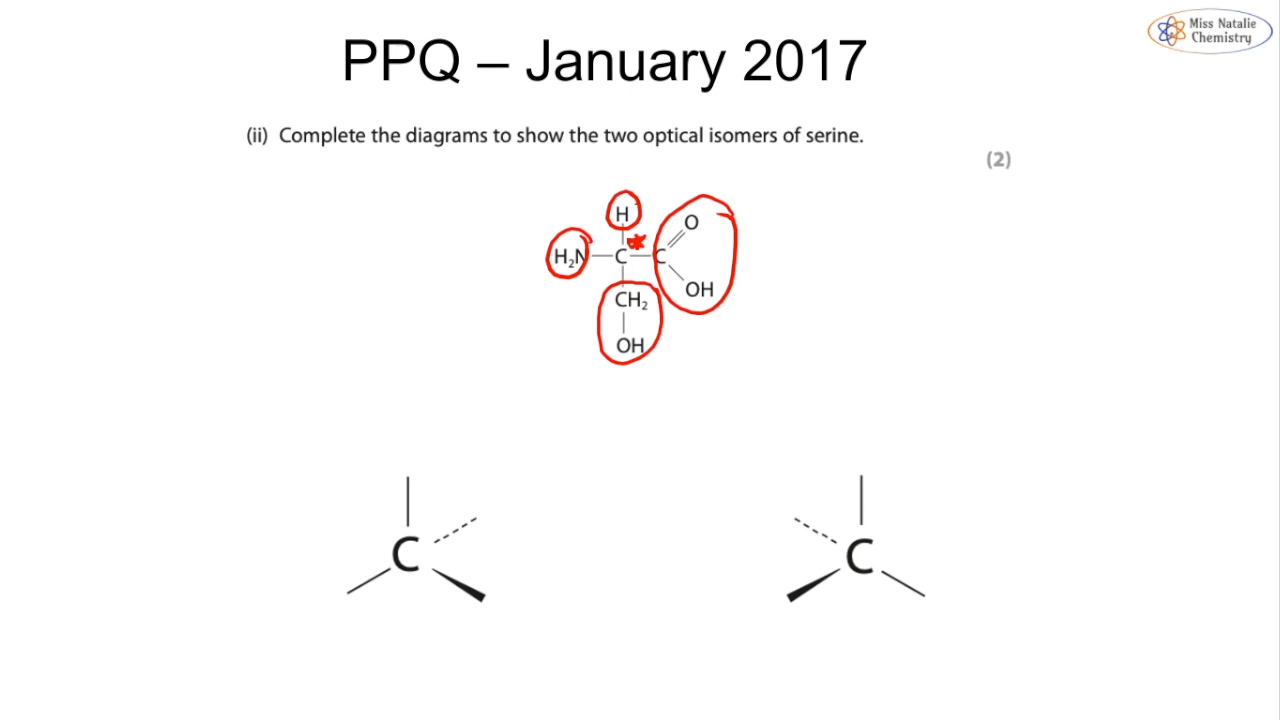 Miss Natalie
Chemistry
PPQ – January 2017
(ii) Complete the diagrams to show the two optical isomers of serine.
(2)
H
O
H₂N C C
OH
CH₂
OH
C C